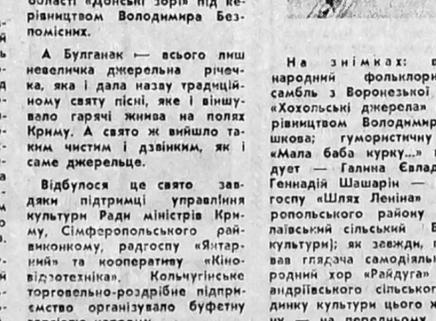 області «Донські зорі» під ке-
рівництвом Володимира Без-
помісних.
А Булганак — всього лиш
невеличка джерельна річеч-
ка, яка і дала назву традицій-
ному святу пісні, яке і віншу-
вало гарячі жнива на полях
Криму. А свято ж вийшло та-
ким чистим і дзвінким, як і
саме джерельце.
Відбулося це свято зав-
дяки підтримці управління
культури Ради міністрів Кри-
му, Сімферопольського рай-
виконкому, радгоспу «Янтар-
ний» та кооперативу «Кіно-
відеотехніка». Кольчугінське
торговельно-роздрібне підпри-
ємство організувало буфетну
На знімках:
народний фольклори
самбль з Воронезької
«Хохольські джерела»
рівництвом Володимир
шкова; гумористичну
«Мала баба курку...»
дует — Галина Євлад
Геннадій Шашарін —
госпу «Шлях Леніна»
ропольського району
лаївський сільський
культури); як завжди,
вав глядача самодіяль
родний хор «Райдуга»
андріївського сільсько
динку культури цього ж
— на передньому